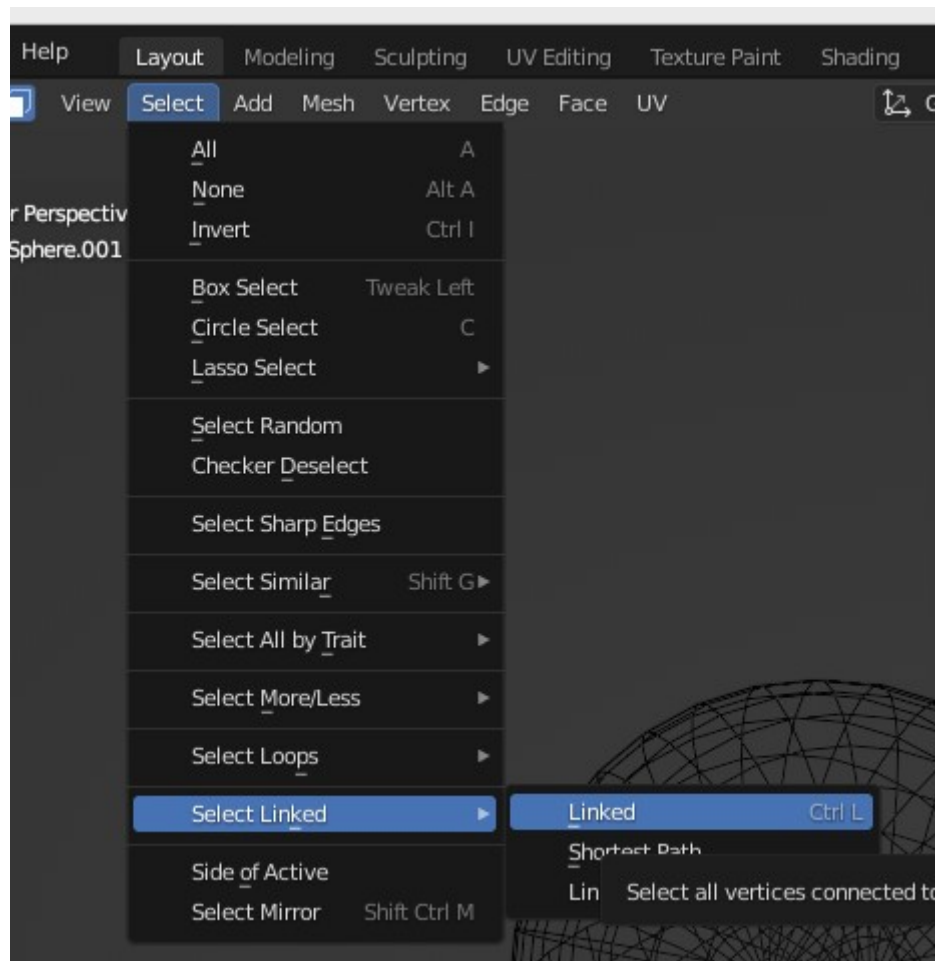 Help Layout Modeling Sculpting UV Editing Texture Paint Shading
View Select Add Mesh Vertex Edge Face UV
All A
None Alt A
r Perspectiv
Invert Ctrl I
Sphere.001
Box Select Tweak Left
Circle Select C
Lasso Select
Select Random
Checker Deselect
Select Sharp Edges
Select Similar Shift G
Select All by Trait
Select More/Less
Select Loops
Select Linked
Linked Ctrl L
Shortest Path
Lin
Select all vertices connected to
Side of Active
Select Mirror Shift Ctrl M